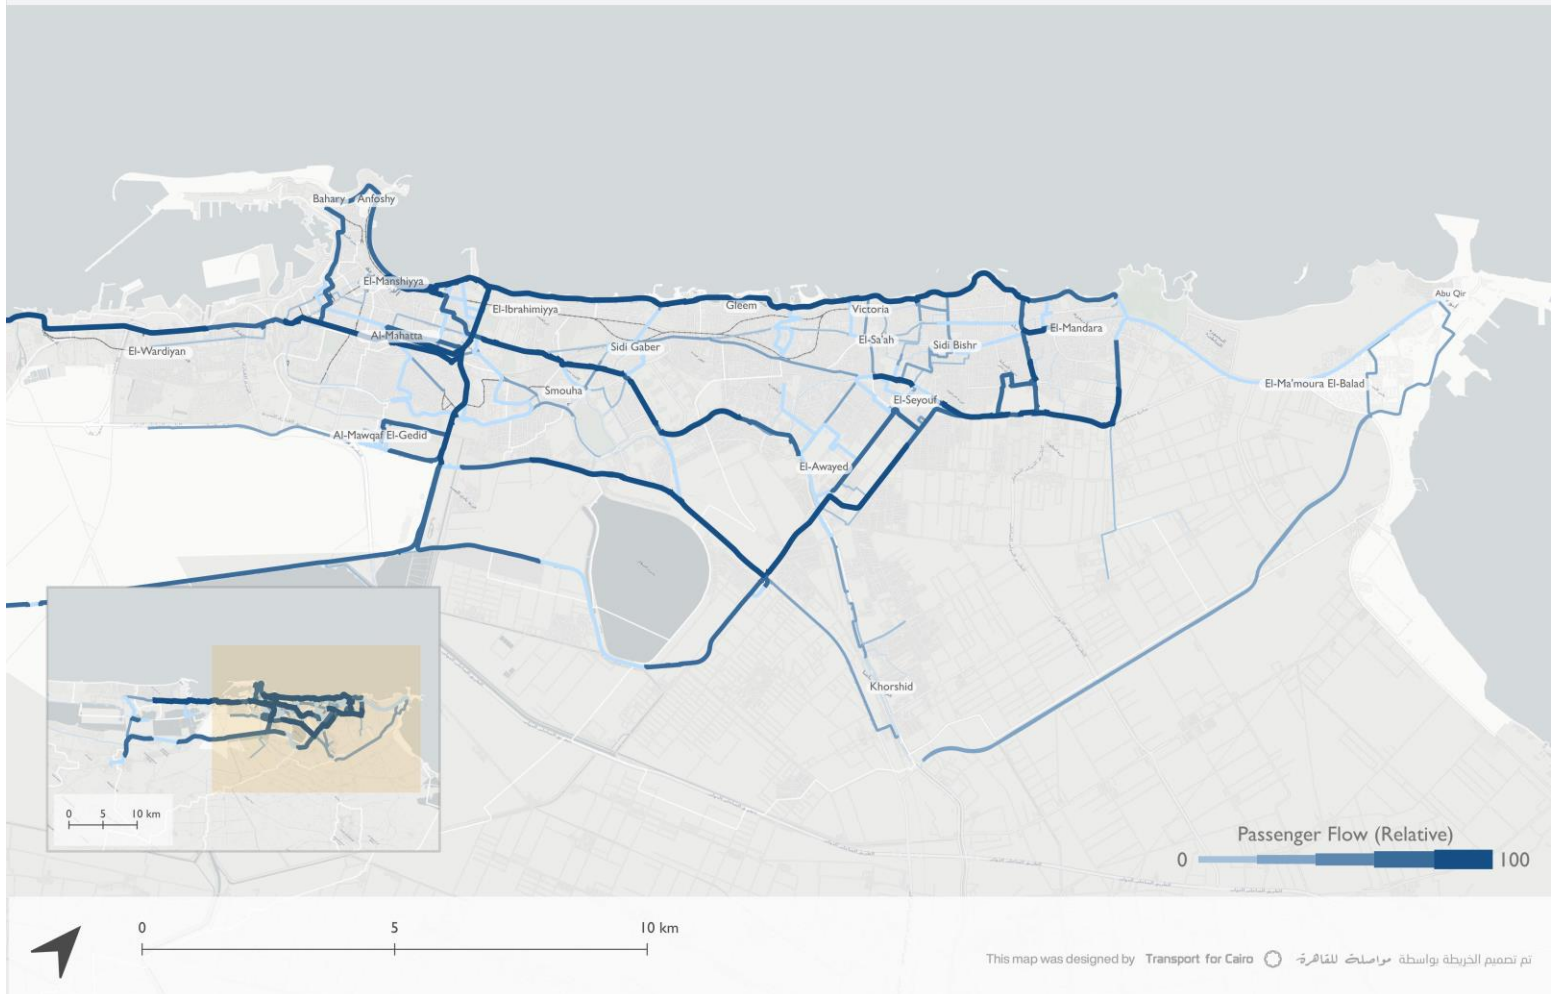 Bahary
Anfoshy
El-Manshiyya
El-Ibrahimiyya
Gleem
Victoria
Abu Qir
El-Wardiyan
Al-Mahatta
Sidi Gaber
El-Sa'ah
Sidi Bishr
El-Mandara
Smouha
El-Seyouf
El-Ma'moura El-Balad
Al-Mawqaf El-Gedid
El-Awayed
Khorshid
0 5 10 km
Passenger Flow (Relative)
0 100
0 5 10 km
This map was designed by Transport for Cairo مواصلة للقاهرة تم تصميم الخريطة بواسطة